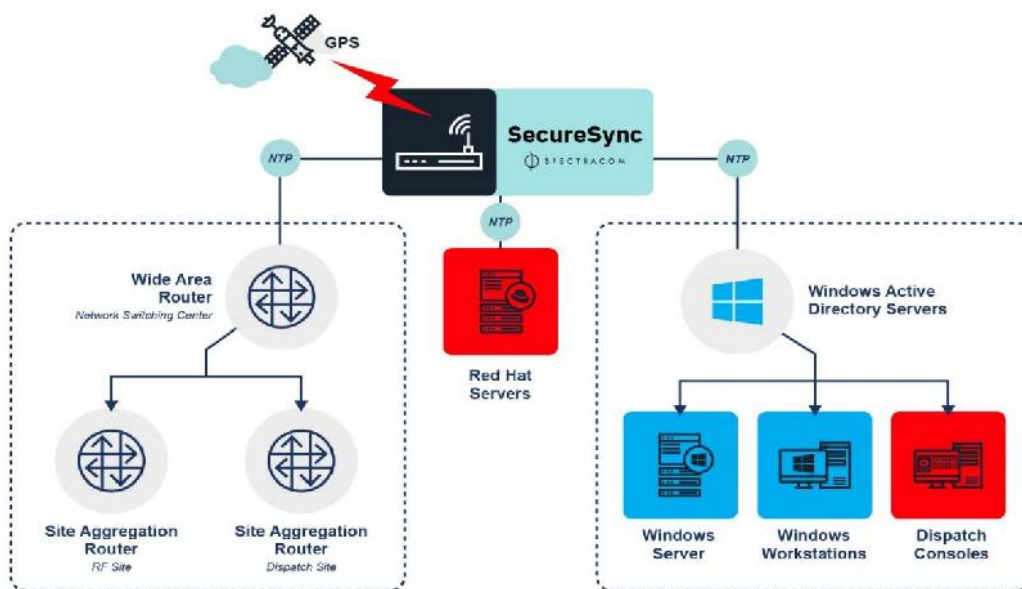 GPS
SecureSync
SPECTRACOM
NTP
NTP
NTP
Wide Area
Router
Network Switching Center
Red Hat
Servers
Windows Active
Directory Servers
Site Aggregation
Router
RF Site
Site Aggregation
Router
Dispatch Site
Windows
Server
Windows
Workstations
Dispatch
Consoles